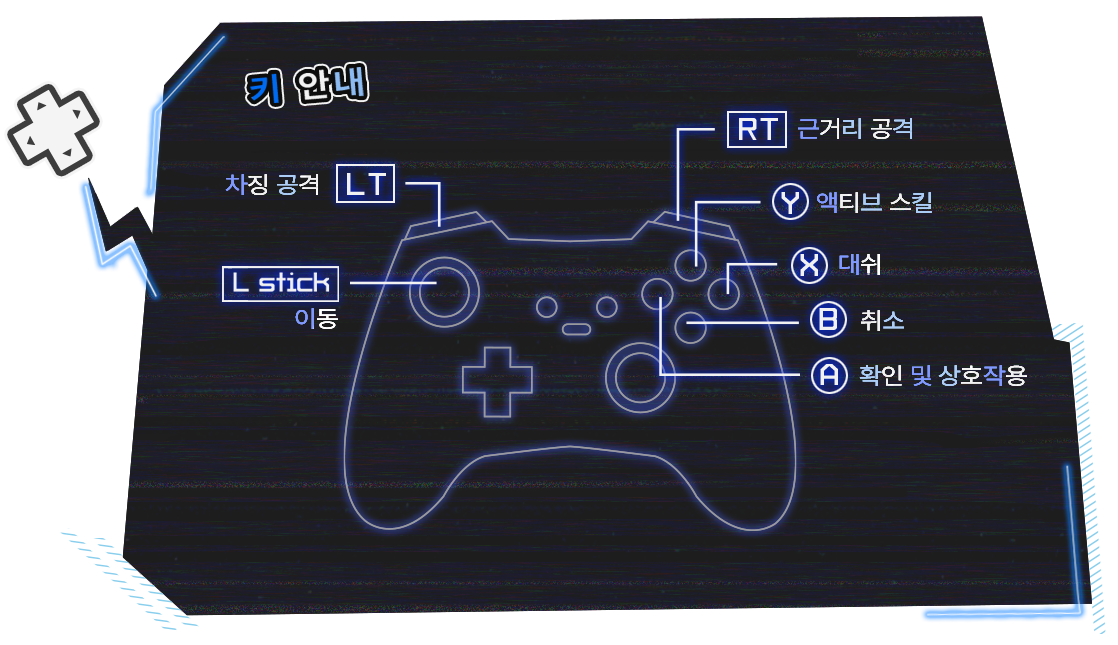 키 안내
차징 공격 LT
L stick
이동
RT 근거리 공격
Y 액티브 스킬
X 대쉬
B 취소
A 확인 및 상호작용